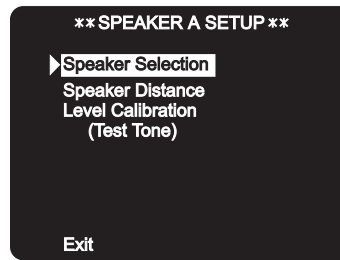 **SPEAKER A SETUP**
Speaker Selection
Speaker Distance
Level Calibration
(Test Tone)
Exit